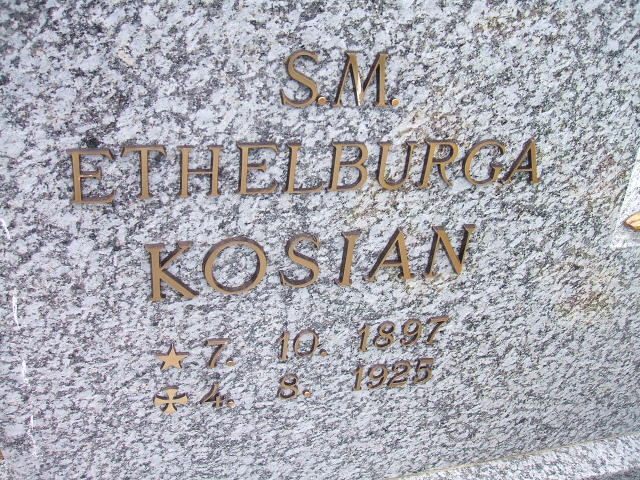 S.M.
ETHELBURGA
KOSIAN
7. 10. 1897
4. 8. 1925